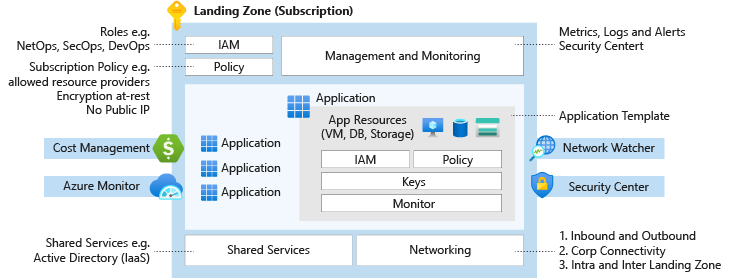 Landing Zone (Subscription)
Roles e.g.
NetOps, SecOps, DevOps
Subscription Policy e.g.
allowed resource providers
Encryption at-rest
No Public IP
IAM
Policy
Management and Monitoring
Metrics, Logs and Alerts
Security Centert
Application
App Resources
(VM, DB, Storage)
Application Template
IAM
Policy
Keys
Monitor
Application
Application
Application
Cost Management
Azure Monitor
Network Watcher
Security Center
Shared Services e.g.
Active Directory (IaaS)
Shared Services
Networking
1. Inbound and Outbound
2. Corp Connectivity
3. Intra and Inter Landing Zone